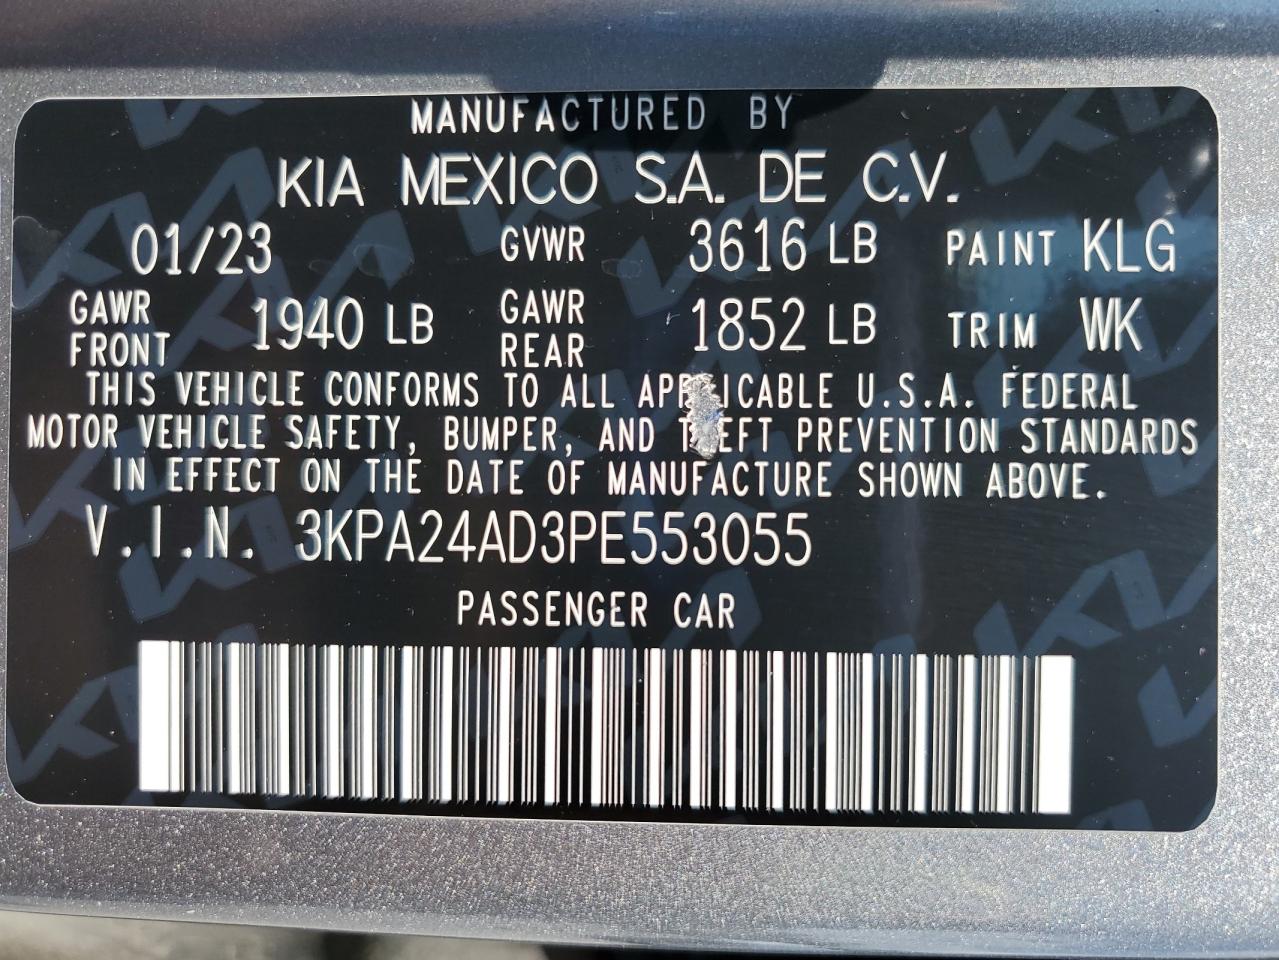 MANUFACTURED BY
KIA MEXICO S.A. DE C.V.
01/23 GVWR 3616 LB PAINT KLG
GAWR FRONT 1940 LB GAWR REAR 1852 LB TRIM WK
THIS VEHICLE CONFORMS TO ALL U.S.A. FEDERAL
MOTOR VEHICLE SAFETY, BUMPER, AND PREVENTION STANDARDS
IN EFFECT ON THE DATE OF MANUFACTURE SHOWN ABOVE.
V.I.N. 3KPA24AD3PE553055
PASSENGER CAR